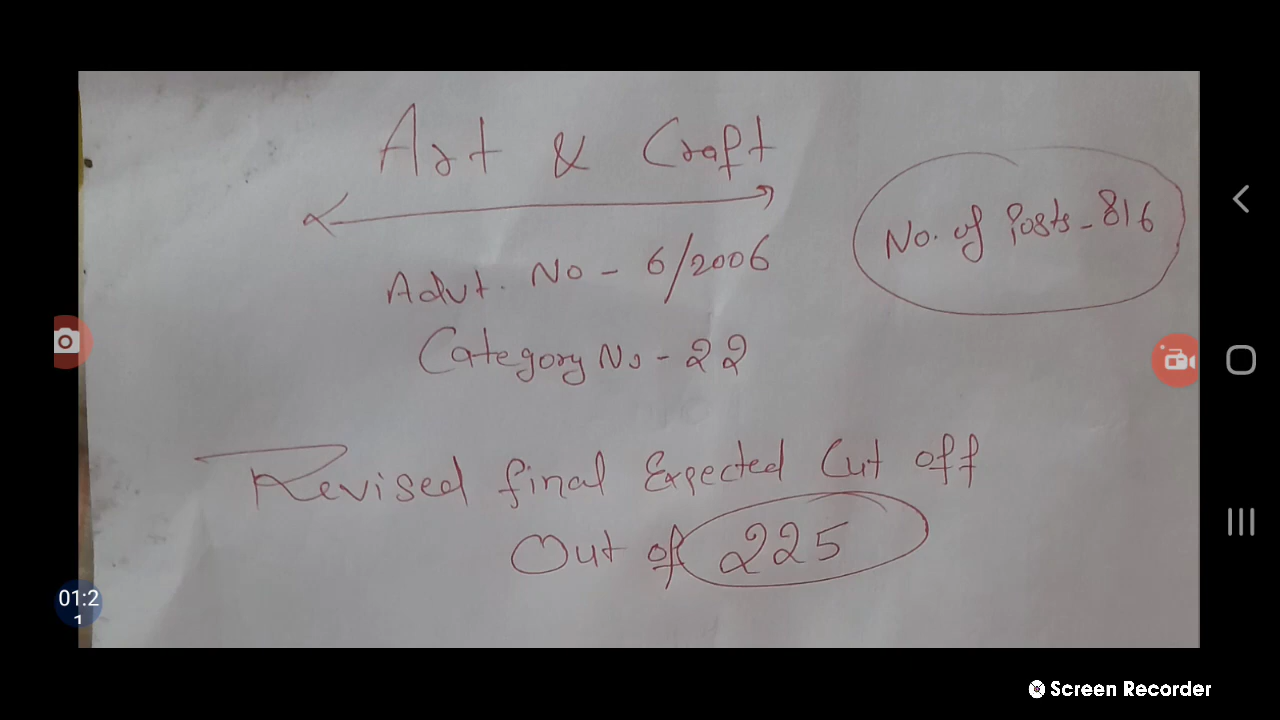 Art & Craft
No. of Posts - 816
Advt. No - 6/2006
Category No - 22
Revised final Expected Cut off
Out of 225
01:21
Screen Recorder